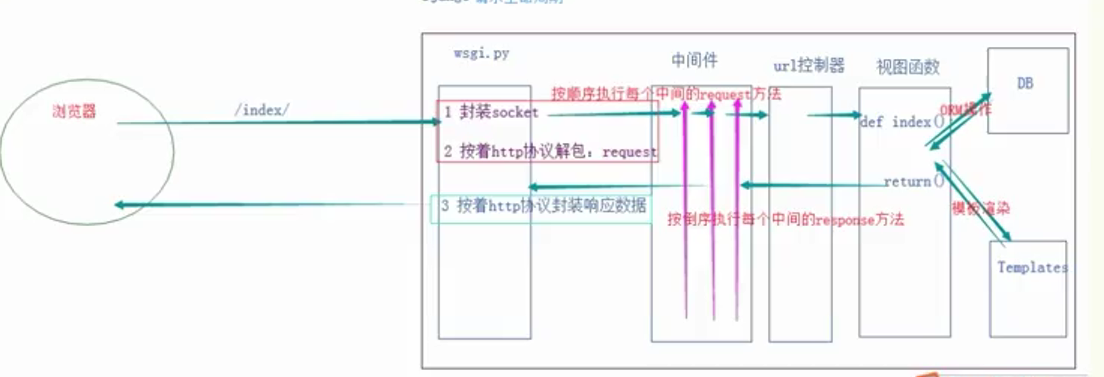 wsgi.py
中间件
url控制器
视图函数
DB
浏览器
/index/
按顺序执行每个中间的request方法
1 封装socket
def index()
ORM操作
2 按着http协议解包：request
return()
3 按着http协议封装响应数据
按倒序执行每个中间的response方法
模板渲染
Templates